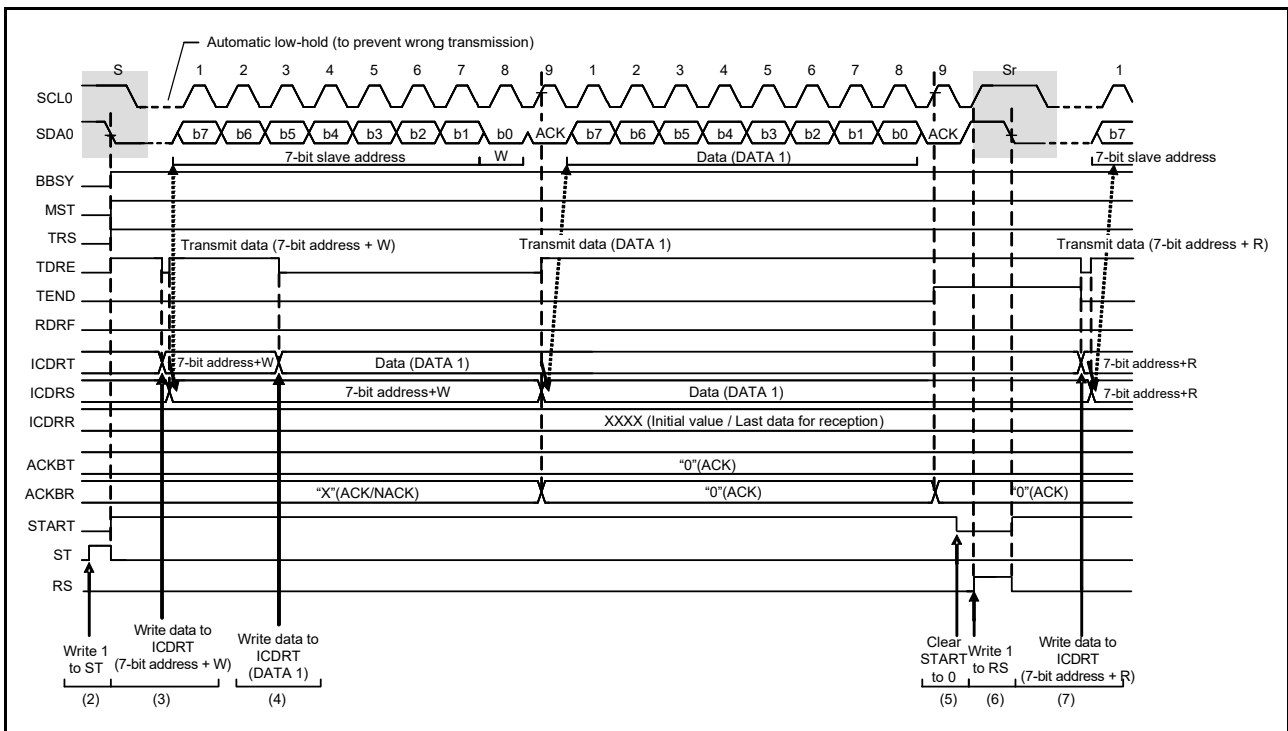 Automatic low-hold (to prevent wrong transmission)
S 1 2 3 4 5 6 7 8 9 1 2 3 4 5 6 7 8 9 Sr 1
SCL0
SDA0 b7 b6 b5 b4 b3 b2 b1 b0 ACK b7 b6 b5 b4 b3 b2 b1 b0 ACK b7
7-bit slave address W Data (DATA 1) 7-bit slave address
BBSY
MST
TRS
Transmit data (7-bit address + W) Transmit data (DATA 1) Transmit data (7-bit address + R)
TDRE
TEND
RDRF
ICDRT 7-bit address+W Data (DATA 1) 7-bit address+R
ICDRS 7-bit address+W Data (DATA 1) 7-bit address+R
ICDRR XXXX (Initial value / Last data for reception)
ACKBT "0"(ACK)
ACKBR "X"(ACK/NACK) "0"(ACK) "0"(ACK)
START
ST
RS
Write 1
to ST
Write data to
ICDRT
(7-bit address + W)
Write data to
ICDRT
(DATA 1)
Clear
START
to 0
Write 1
to RS
Write data to
ICDRT
(7-bit address + R)
(2) (3) (4) (5) (6) (7)